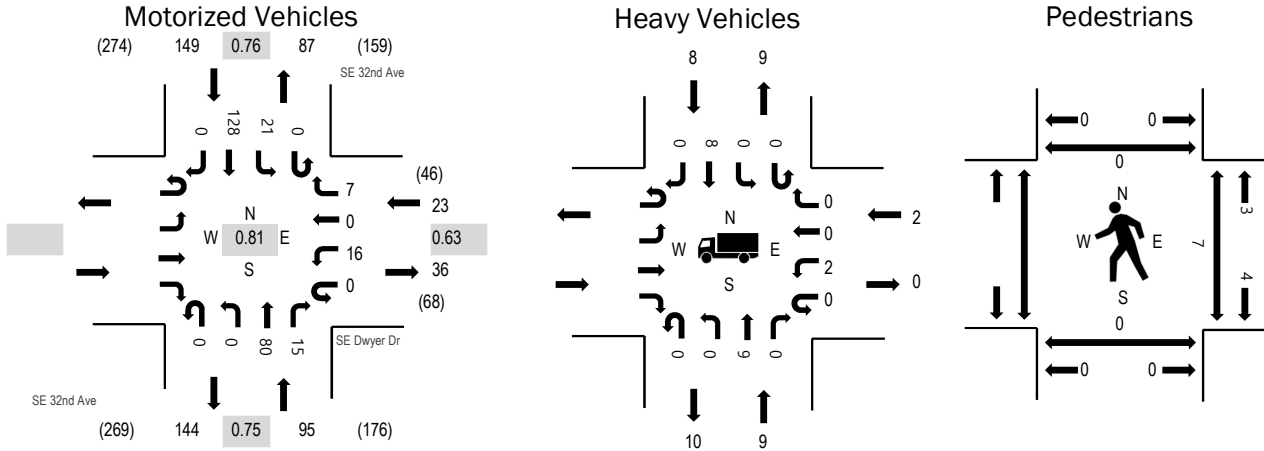 Motorized Vehicles
Heavy Vehicles
Pedestrians
(274) 149 0.76 87 (159)
SE 32nd Ave
0 128 21 0
7
0
16
0
(46)
23
0.63
36
(68)
N
W 0.81 E
S
0 0 80 15
SE Dwyer Dr
SE 32nd Ave
(269) 144 0.75 95 (176)
8 9
0 8 0 0
0
0
2
0
2
0
N
W E
S
0 0 9 0
10 9
0 0
0
N
W E
S
3
7
4
0
0 0